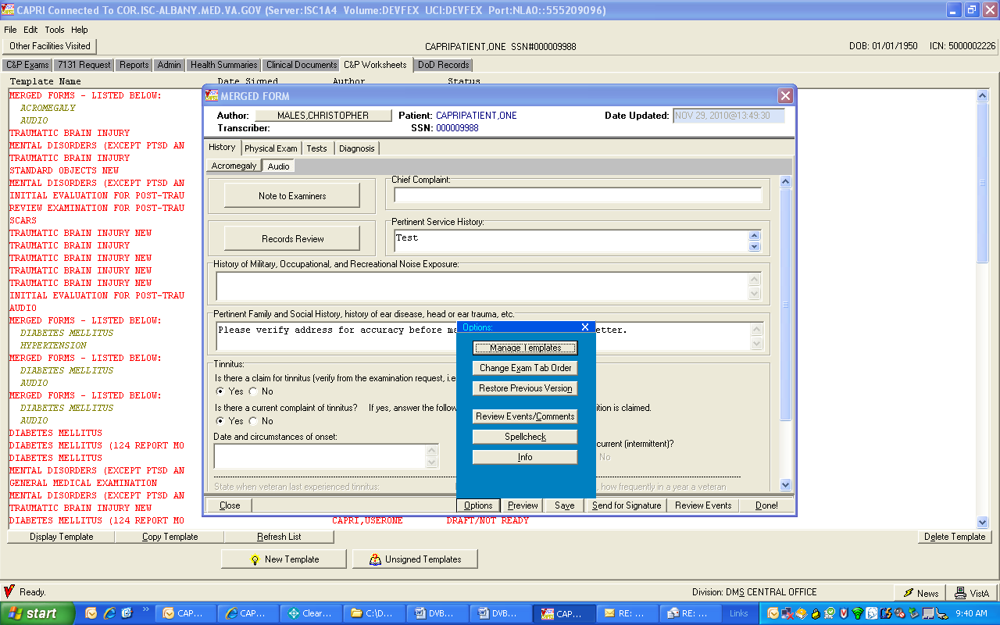 CAPRI Connected To COR.ISC-ALBANY.MED.VA.GOV (Server:ISC1A4 Volume:DEVFEX UCI:DEVFEX Port:NLA0::555209096)
File Edit Tools Help
Other Facilities Visited CAPRIPATIENT,ONE SSN#000009988 DOB: 01/01/1950 ICN: 5000002226
C&P Exams 7131 Request Reports Admin Health Summaries Clinical Documents C&P Worksheets DoD Records
Template Name Date Signed Author Status
MERGED FORMS - LISTED BELOW:
ACROMEGALY
AUDIO
TRAUMATIC BRAIN INJURY
MENTAL DISORDERS (EXCEPT PTSD AN
TRAUMATIC BRAIN INJURY
STANDARD OBJECTS NEW
MENTAL DISORDERS (EXCEPT PTSD AN
INITIAL EVALUATION FOR POST-TRAU
REVIEW EXAMINATION FOR POST-TRAU
SCARS
TRAUMATIC BRAIN INJURY NEW
TRAUMATIC BRAIN INJURY
TRAUMATIC BRAIN INJURY NEW
TRAUMATIC BRAIN INJURY NEW
TRAUMATIC BRAIN INJURY NEW
INITIAL EVALUATION FOR POST-TRAU
AUDIO
MERGED FORMS - LISTED BELOW:
DIABETES MELLITUS
HYPERTENSION
MERGED FORMS - LISTED BELOW:
DIABETES MELLITUS
AUDIO
MERGED FORMS - LISTED BELOW:
DIABETES MELLITUS
AUDIO
DIABETES MELLITUS
DIABETES MELLITUS (124 REPORT MO
DIABETES MELLITUS
MENTAL DISORDERS (EXCEPT PTSD AN
GENERAL MEDICAL EXAMINATION
MENTAL DISORDERS (EXCEPT PTSD AN
TRAUMATIC BRAIN INJURY NEW
DIABETES MELLITUS (124 REPORT MO CAPRI,USERONE DRAFT/NOT READY
MERGED FORM
Author: MALES,CHRISTOPHER Patient: CAPRIPATIENT,ONE Date Updated: NOV 29, 2010@13:49:30
Transcriber: SSN: 000009988
History Physical Exam Tests Diagnosis
Acromegaly Audio
Note to Examiners Chief Complaint:
Records Review Pertinent Service History:
Test
History of Military, Occupational, and Recreational Noise Exposure:
Pertinent Family and Social History, history of ear disease, head or ear trauma, etc.
Please verify address for accuracy before ma tter.
Tinnitus:
Is there a claim for tinnitus (verify from the examination request, i.e
Yes No
Is there a current complaint of tinnitus? If yes, answer the follow ition is claimed.
Yes No
Date and circumstances of onset: current (intermittent)?
No
State when veteran last experienced tinnitus: , how frequently in a year a veteran
Options:
Manage Templates
Change Exam Tab Order
Restore Previous Version
Review Events/Comments
Spellcheck
Info
Close Options Preview Save Send for Signature Review Events Done!
Display Template Copy Template Refresh List Delete Template
New Template Unsigned Templates
Ready. Division: DMS CENTRAL OFFICE News VistA
start CAP... CAP... Clear... C:\D... DVB... DVB... CAP... RE: ... RE: ... Links 9:40 AM